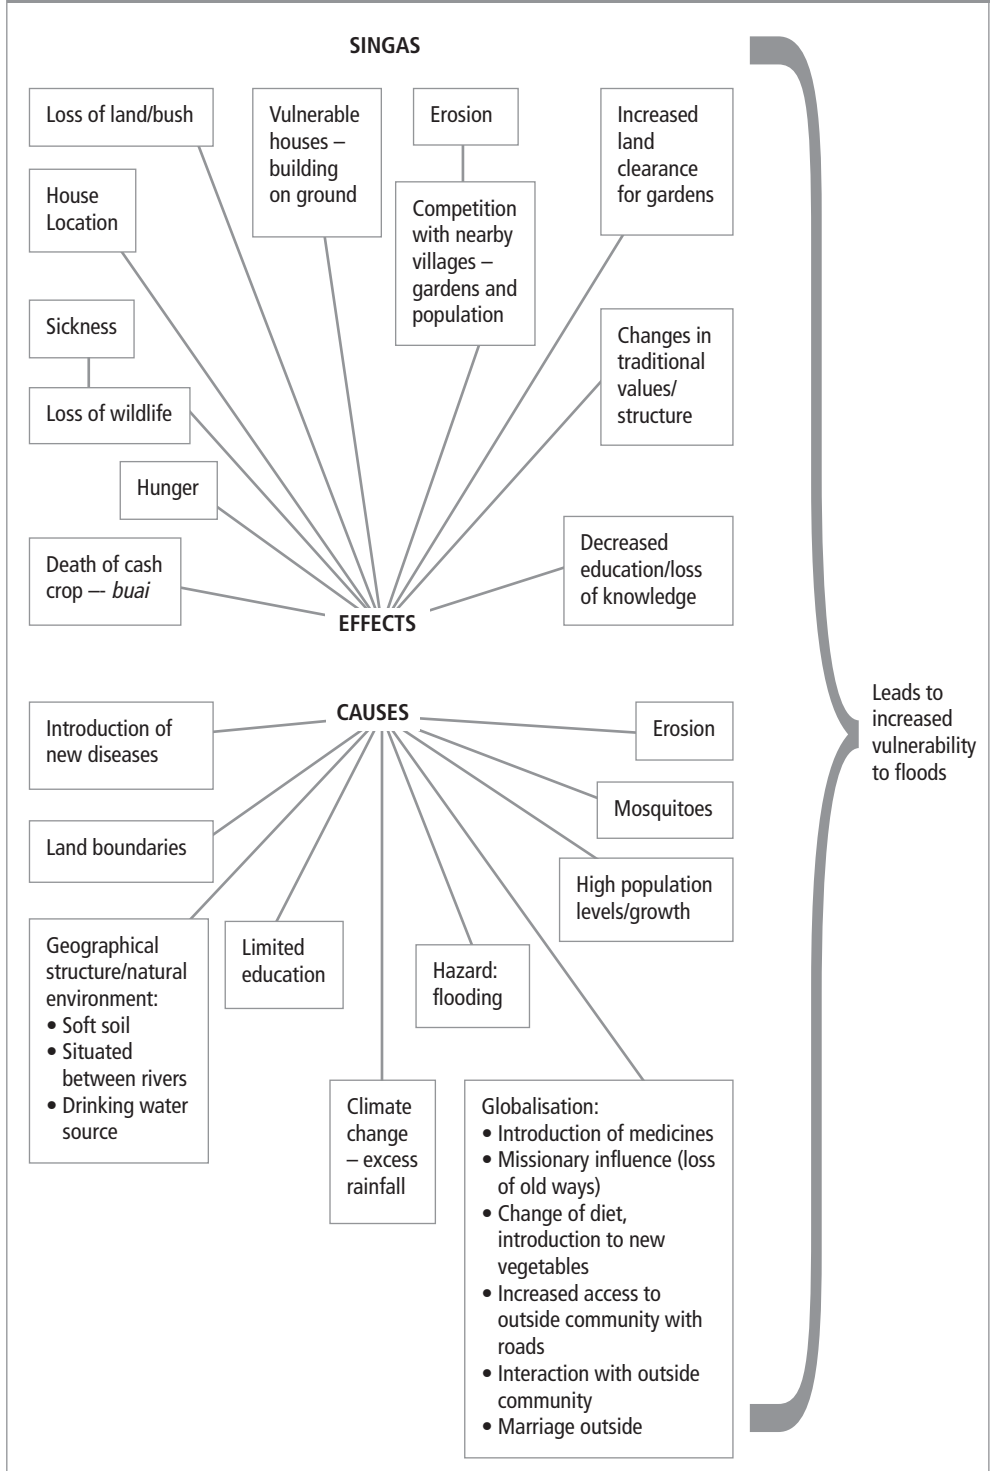 SINGAS
Loss of land/bush
Vulnerable
houses –
building
on ground
Erosion
Increased
land
clearance
for gardens
House
Location
Competition
with nearby
villages –
gardens and
population
Sickness
Changes in
traditional
values/
structure
Loss of wildlife
Hunger
Death of cash
crop –- buai
Decreased
education/loss
of knowledge
EFFECTS
CAUSES
Introduction of
new diseases
Erosion
Mosquitoes
Land boundaries
High population
levels/growth
Geographical
structure/natural
environment:
• Soft soil
• Situated
between rivers
• Drinking water
source
Limited
education
Hazard:
flooding
Climate
change
– excess
rainfall
Globalisation:
• Introduction of medicines
• Missionary influence (loss
of old ways)
• Change of diet,
introduction to new
vegetables
• Increased access to
outside community with
roads
• Interaction with outside
community
• Marriage outside
Leads to
increased
vulnerability
to floods